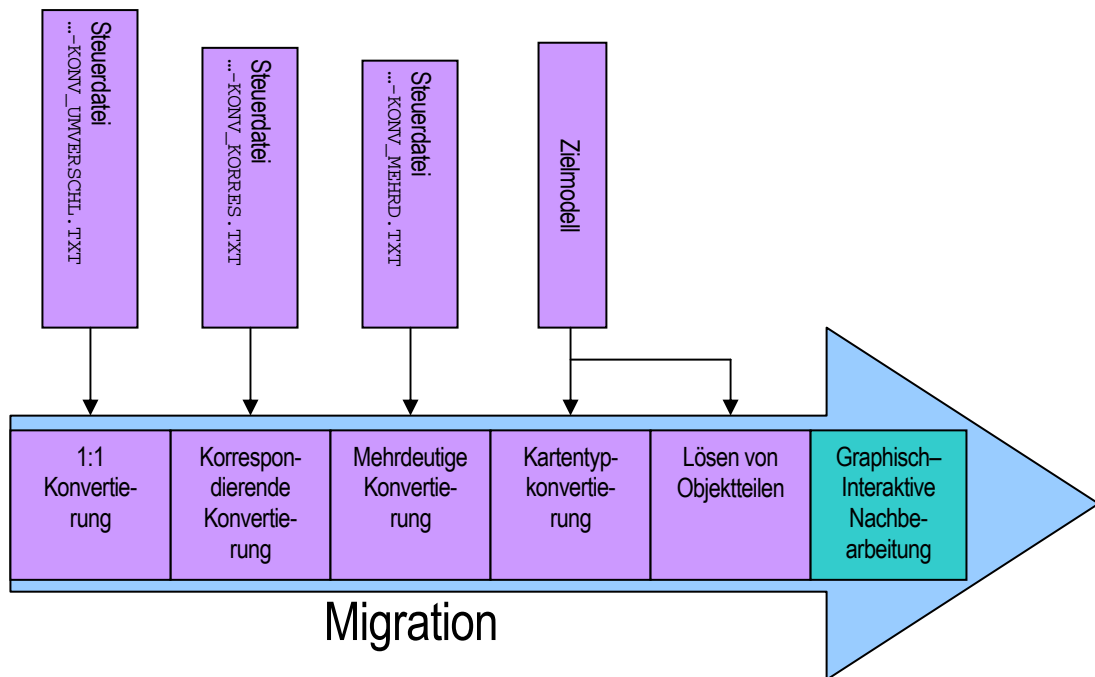 Steuerdatei
…-KONV_UMVERSCHL.TXT
Steuerdatei
…-KONV_KORRES.TXT
Steuerdatei
…-KONV_MEHRD.TXT
Zielmodell
1:1
Konvertie-
rung
Korrespon-
dierende
Konvertie-
rung
Mehrdeutige
Konvertie-
rung
Kartentyp-
konvertie-
rung
Lösen von
Objektteilen
Graphisch–
Interaktive
Nachbe-
arbeitung
Migration